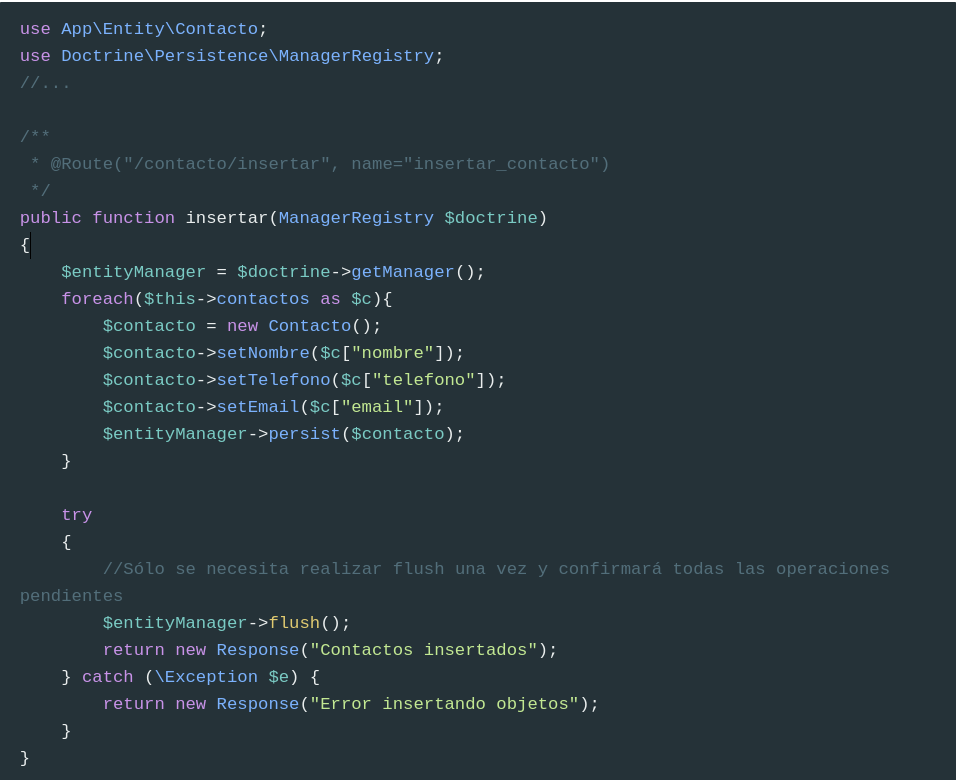 use App\Entity\Contacto;
use Doctrine\Persistence\ManagerRegistry;
//...

/**
 * @Route("/contacto/insertar", name="insertar_contacto")
 */
public function insertar(ManagerRegistry $doctrine)
{
    $entityManager = $doctrine->getManager();
    foreach($this->contactos as $c){
        $contacto = new Contacto();
        $contacto->setNombre($c["nombre"]);
        $contacto->setTelefono($c["telefono"]);
        $contacto->setEmail($c["email"]);
        $entityManager->persist($contacto);
    }

    try
    {
        //Sólo se necesita realizar flush una vez y confirmará todas las operaciones
pendientes
        $entityManager->flush();
        return new Response("Contactos insertados");
    } catch (\Exception $e) {
        return new Response("Error insertando objetos");
    }
}